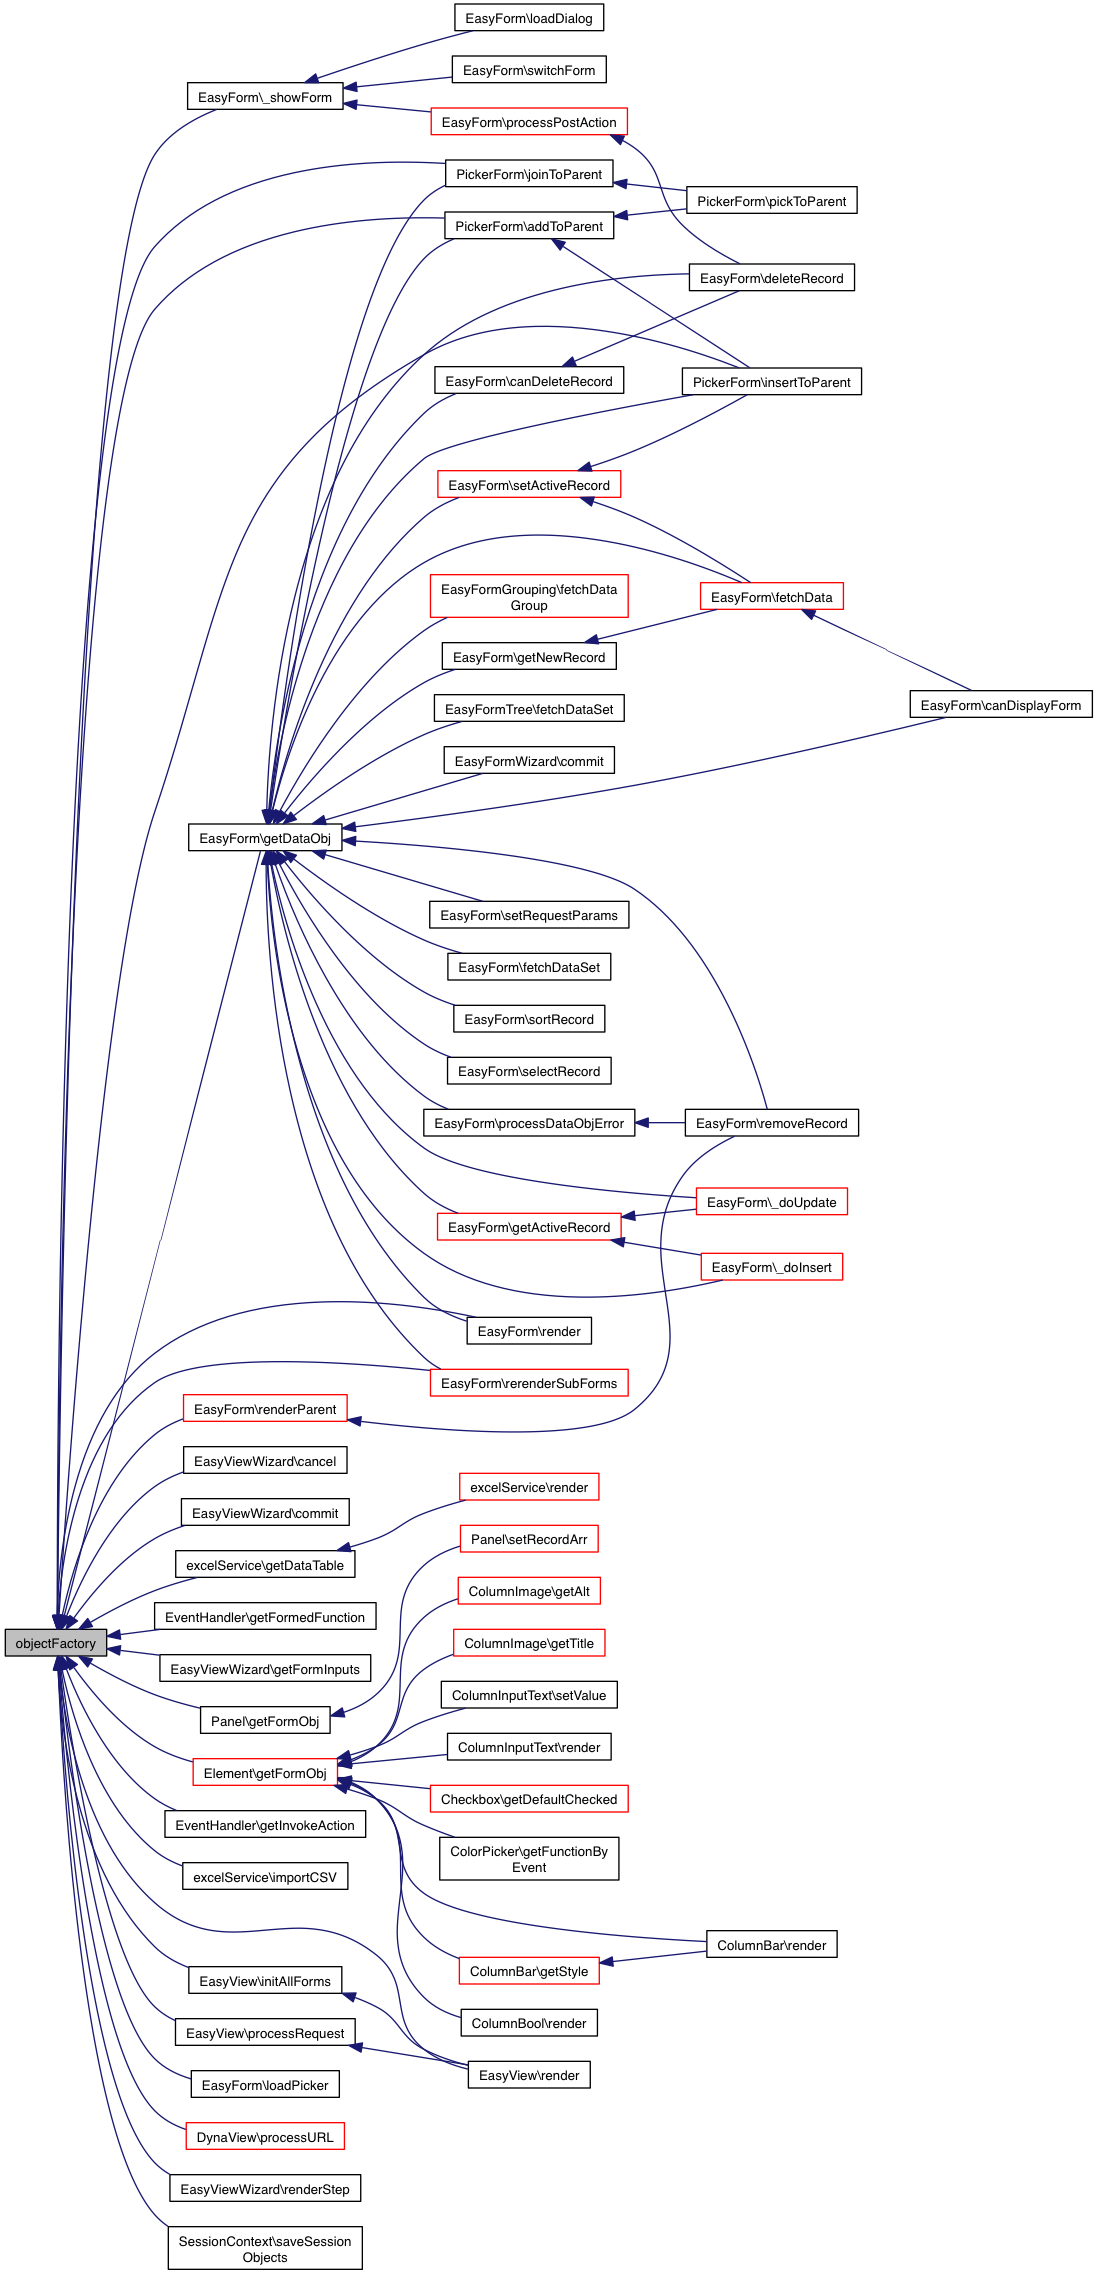 EasyForm\loadDialog
EasyForm\switchForm
EasyForm\_showForm
EasyForm\processPostAction
PickerForm\joinToParent
PickerForm\pickToParent
PickerForm\addToParent
EasyForm\deleteRecord
EasyForm\canDeleteRecord
PickerForm\insertToParent
EasyForm\setActiveRecord
EasyFormGrouping\fetchData
Group
EasyForm\fetchData
EasyForm\getNewRecord
EasyFormTree\fetchDataSet
EasyForm\canDisplayForm
EasyFormWizard\commit
EasyForm\getDataObj
EasyForm\setRequestParams
EasyForm\fetchDataSet
EasyForm\sortRecord
EasyForm\selectRecord
EasyForm\processDataObjError
EasyForm\removeRecord
EasyForm\_doUpdate
EasyForm\getActiveRecord
EasyForm\_doInsert
EasyForm\render
EasyForm\rerenderSubForms
EasyForm\renderParent
EasyViewWizard\cancel
excelService\render
EasyViewWizard\commit
Panel\setRecordArr
excelService\getDataTable
ColumnImage\getAlt
EventHandler\getFormedFunction
objectFactory
ColumnImage\getTitle
EasyViewWizard\getFormInputs
ColumnInputText\setValue
Panel\getFormObj
ColumnInputText\render
Element\getFormObj
Checkbox\getDefaultChecked
EventHandler\getInvokeAction
ColorPicker\getFunctionBy
Event
excelService\importCSV
ColumnBar\render
ColumnBar\getStyle
EasyView\initAllForms
ColumnBool\render
EasyView\processRequest
EasyView\render
EasyForm\loadPicker
DynaView\processURL
EasyViewWizard\renderStep
SessionContext\saveSession
Objects